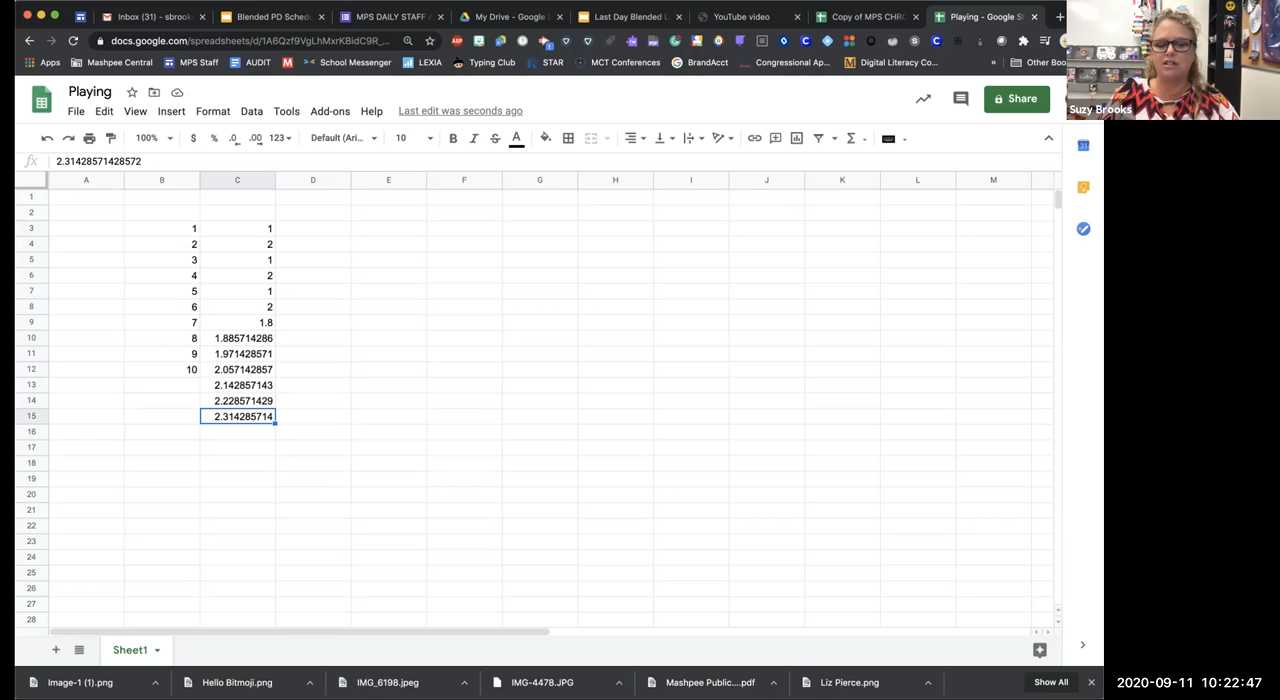 Inbox (31) - sbrook
Blended PD Sched
MPS DAILY STAFF
My Drive - Google
Last Day Blended L
YouTube video
Copy of MPS CHRO
Playing - Google S
docs.google.com/spreadsheets/d/1A6Qzf9VgLhMxrKBidC9R_...
Apps
Mashpee Central
MPS Staff
AUDIT
School Messenger
LEXIA
Typing Club
STAR
MCT Conferences
BrandAcct
Congressional Ap...
Digital Literacy Co...
»
Other Boo
Suzy Brooks
Playing
File Edit View Insert Format Data Tools Add-ons Help Last edit was seconds ago
Share
100% $ % .0 .00 123 Default (Ari... 10 B I S A
fx 2.31428571428572
A B C D E F G H I J K L M
1
2
3 1 1
4 2 2
5 3 1
6 4 2
7 5 1
8 6 2
9 7 1.8
10 8 1.885714286
11 9 1.971428571
12 10 2.057142857
13 2.142857143
14 2.228571429
15 2.314285714
16
17
18
19
20
21
22
23
24
25
26
27
28
Sheet1
Image-1 (1).png
Hello Bitmoji.png
IMG_6198.jpeg
IMG-4478.JPG
Mashpee Public....pdf
Liz Pierce.png
Show All
2020-09-11 10:22:47